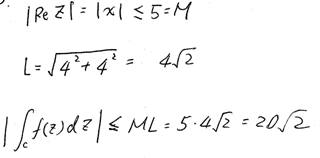 |Re Z| = |x| ≤ 5 = M
L = √(4² + 4²) = 4√2
|∫_c f(z)dz| ≤ ML = 5·4√2 = 20√2